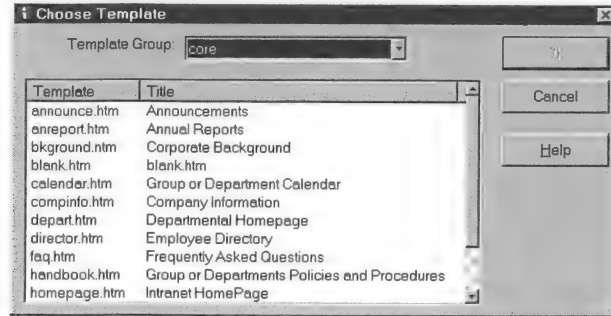 Choose Template
Template Group: core
Template Title
announce.htm Announcements
anreport.htm Annual Reports
bkground.htm Corporate Background
blank.htm blank.htm
calendar.htm Group or Department Calendar
compinfo.htm Company Information
depart.htm Departmental Homepage
director.htm Employee Directory
faq.htm Frequently Asked Questions
handbook.htm Group or Departments Policies and Procedures
homepage.htm Intranet HomePage
Cancel
Help